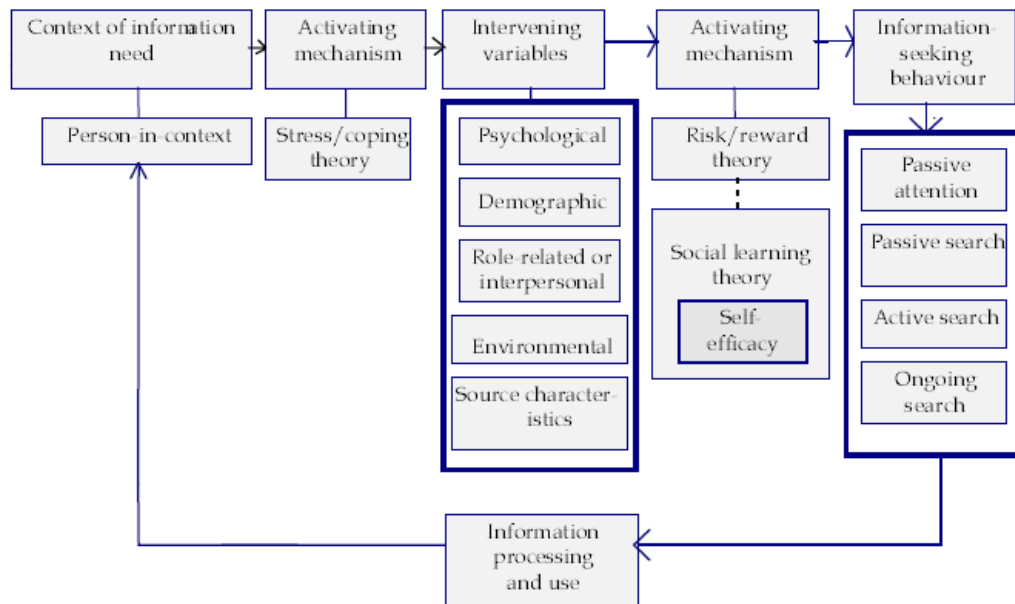 Context of information
need
Activating
mechanism
Intervening
variables
Activating
mechanism
Information-
seeking
behaviour
Person-in-context
Stress/coping
theory
Psychological
Demographic
Role-related or
interpersonal
Environmental
Source character-
istics
Risk/reward
theory
Social learning
theory
Self-
efficacy
Passive
attention
Passive search
Active search
Ongoing
search
Information
processing
and use